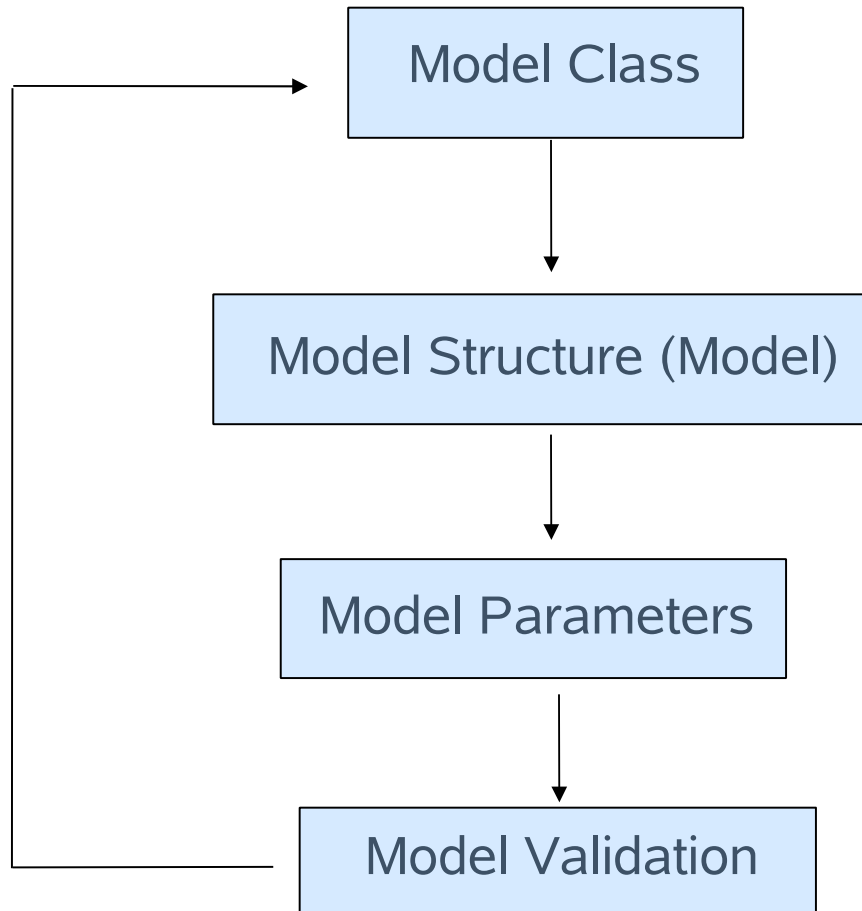 Model Class
Model Structure (Model)
Model Parameters
Model Validation